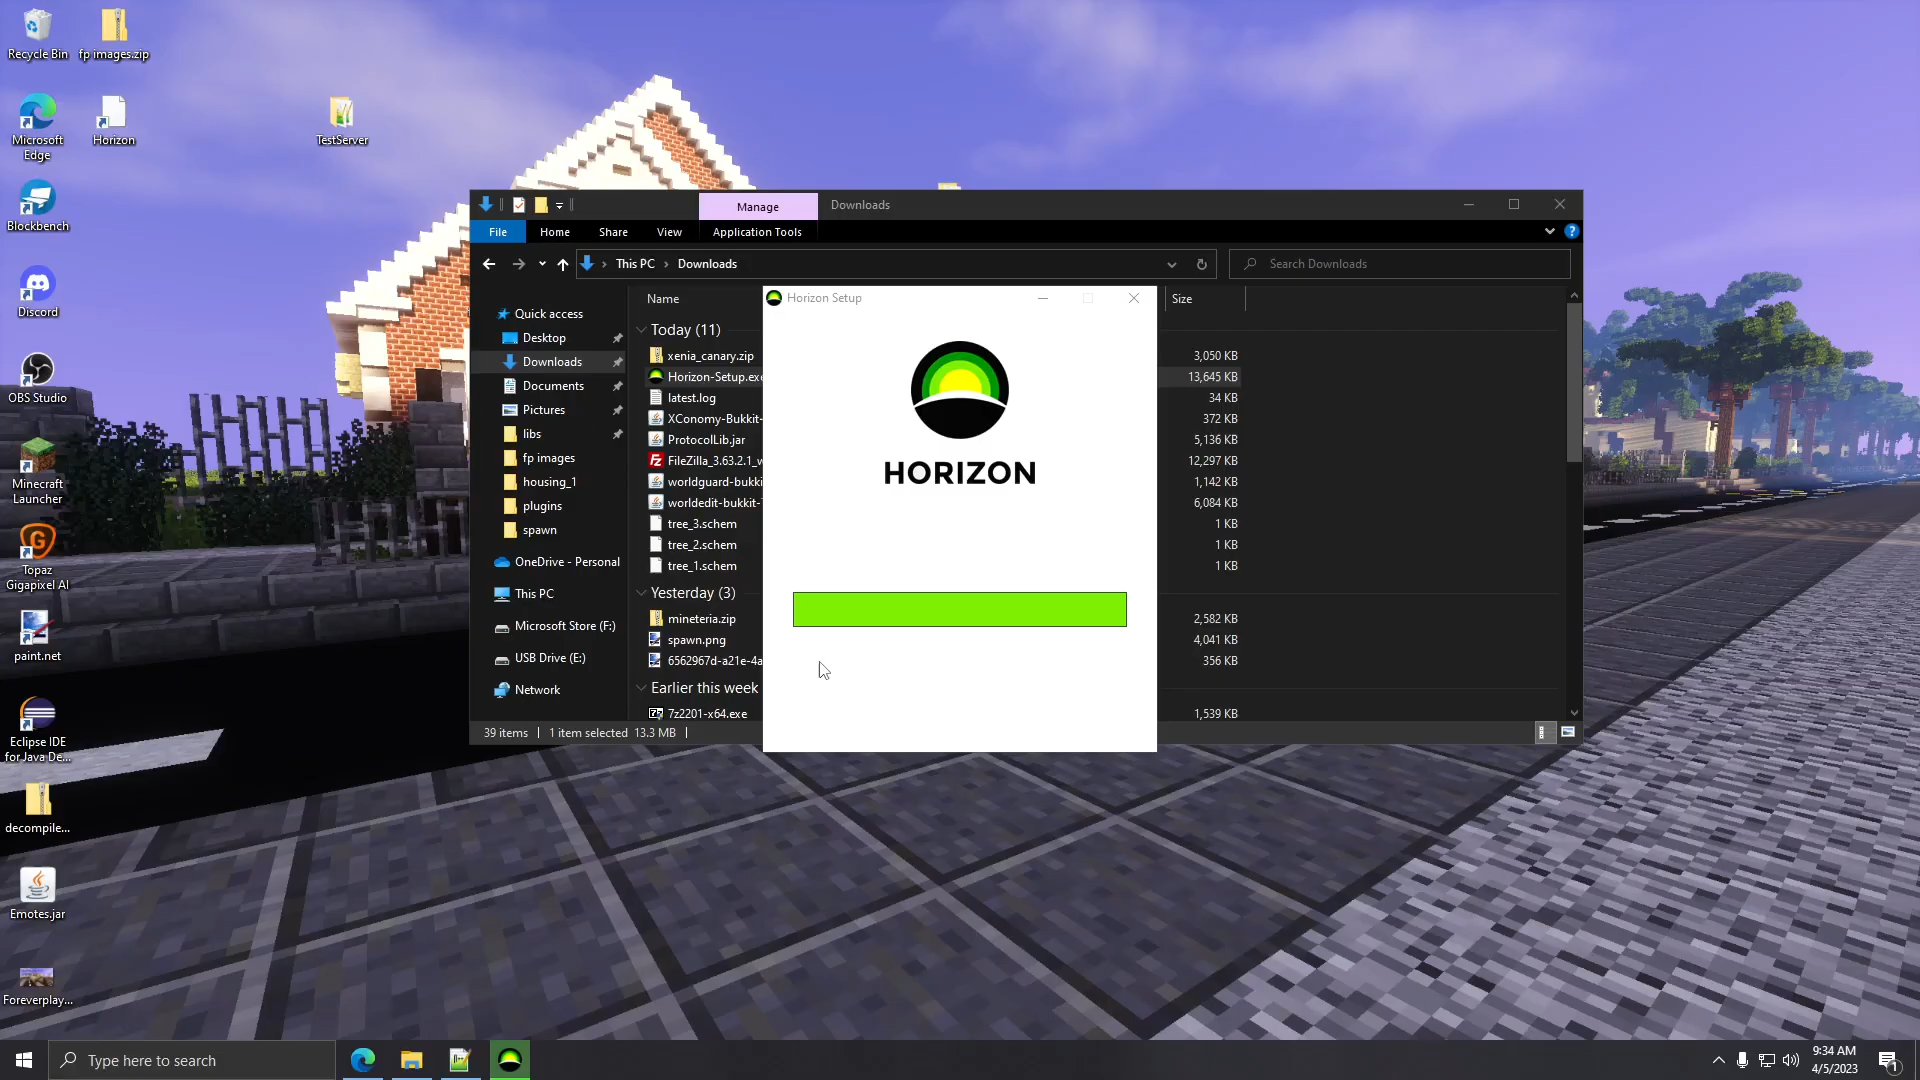 Recycle Bin
fp images.zip
Microsoft
Edge
Horizon
TestServer
Blockbench
Discord
OBS Studio
Minecraft
Launcher
Topaz
Gigapixel AI
paint.net
Eclipse IDE
for Java De...
decompile...
Emotes.jar
Foreverplay...
Manage
Downloads
File
Home
Share
View
Application Tools
This PC
Downloads
Search Downloads
Quick access
Desktop
Downloads
Documents
Pictures
libs
fp images
housing_1
plugins
spawn
OneDrive - Personal
This PC
Microsoft Store (F:)
USB Drive (E:)
Network
Name
Size
Today (11)
xenia_canary.zip
3,050 KB
Horizon-Setup.exe
13,645 KB
latest.log
34 KB
XConomy-Bukkit-
372 KB
ProtocolLib.jar
5,136 KB
FileZilla_3.63.2.1_w
12,297 KB
worldguard-bukki
1,142 KB
worldedit-bukkit-7
6,084 KB
tree_3.schem
1 KB
tree_2.schem
1 KB
tree_1.schem
1 KB
Yesterday (3)
mineteria.zip
2,582 KB
spawn.png
4,041 KB
6562967d-a21e-4a
356 KB
Earlier this week
7z2201-x64.exe
1,539 KB
39 items
1 item selected 13.3 MB
Horizon Setup
HORIZON
Type here to search
9:34 AM
4/5/2023
1